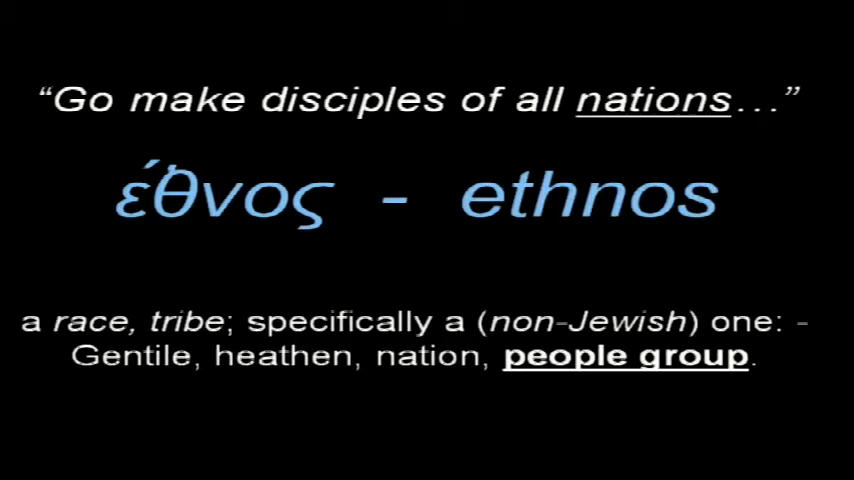 “Go make disciples of all nations…”
ἔθνος - ethnos
a race, tribe; specifically a (non-Jewish) one: -
Gentile, heathen, nation, people group.